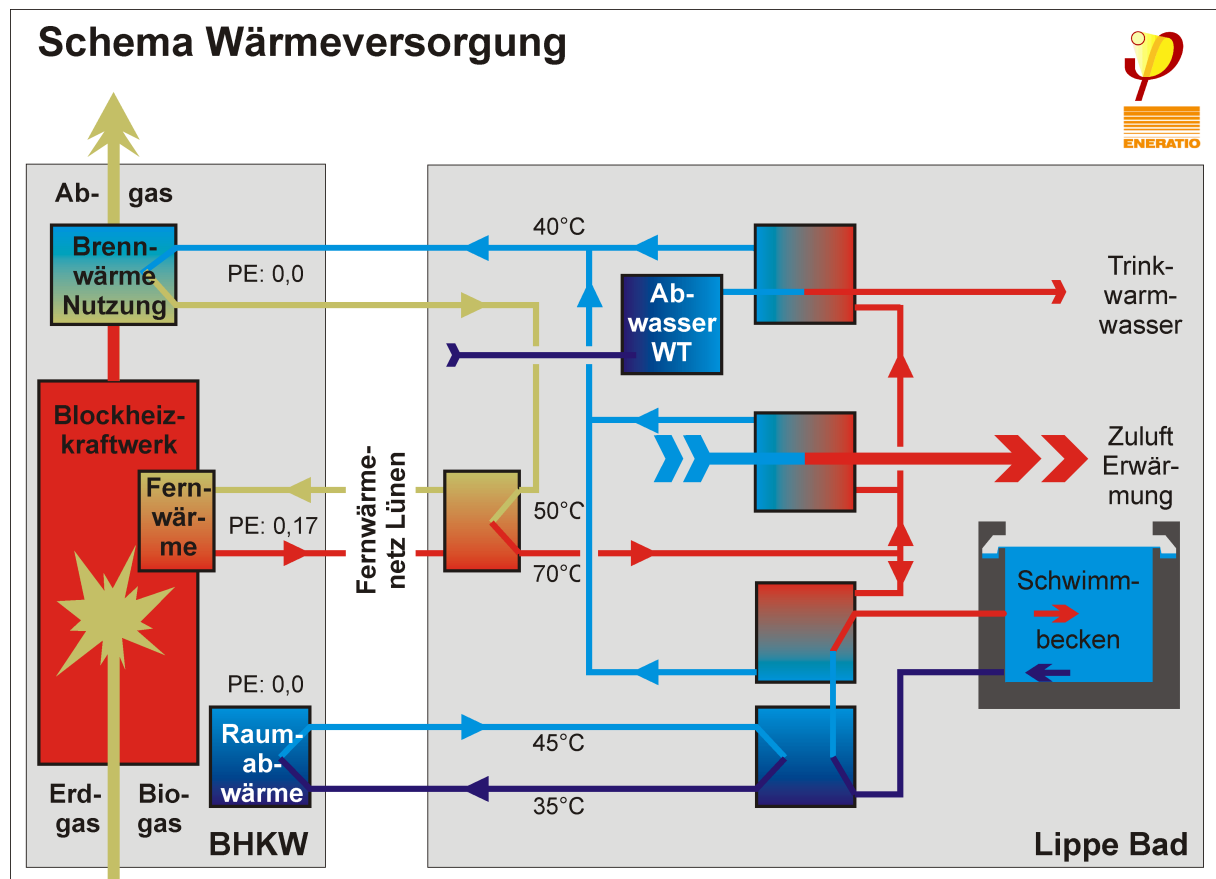 Schema Wärmeversorgung
ENERATIO
Ab- gas
Brenn-
wärme
Nutzung
PE: 0,0
40°C
Ab-
wasser
WT
Trink-
warm-
wasser
Blockheiz-
kraftwerk
Fern-
wär-
me
PE: 0,17
Fernwärme-
netz Lünen
50°C
70°C
Zuluft
Erwär-
mung
Schwimm-
becken
PE: 0,0
Raum-
ab-
wärme
45°C
35°C
Erd-
gas
Bio-
gas
BHKW
Lippe Bad